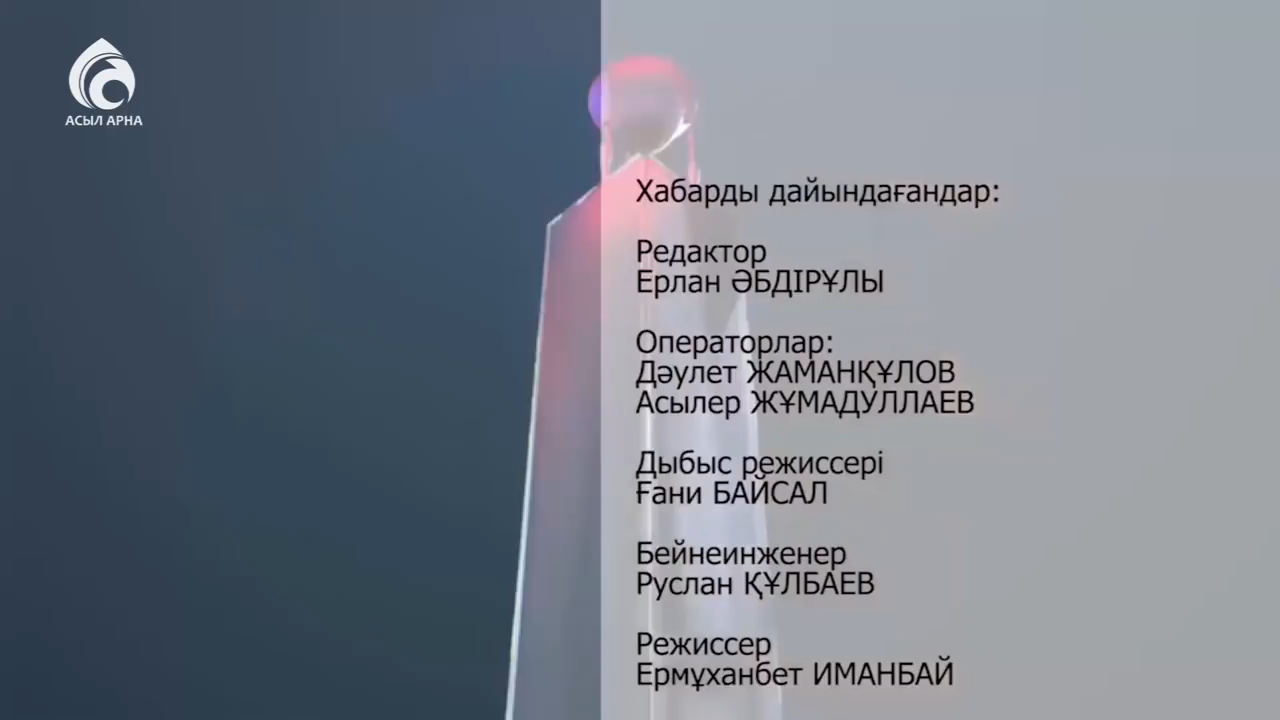 АСЫЛ АРНА
Хабарды дайындағандар:
Редактор
Ерлан ӘБДІРҰЛЫ
Операторлар:
Дәулет ЖАМАНҚҰЛОВ
Асылер ЖҰМАДУЛЛАЕВ
Дыбыс режиссері
Ғани БАЙСАЛ
Бейнеинженер
Руслан ҚҰЛБАЕВ
Режиссер
Ермұханбет ИМАНБАЙ